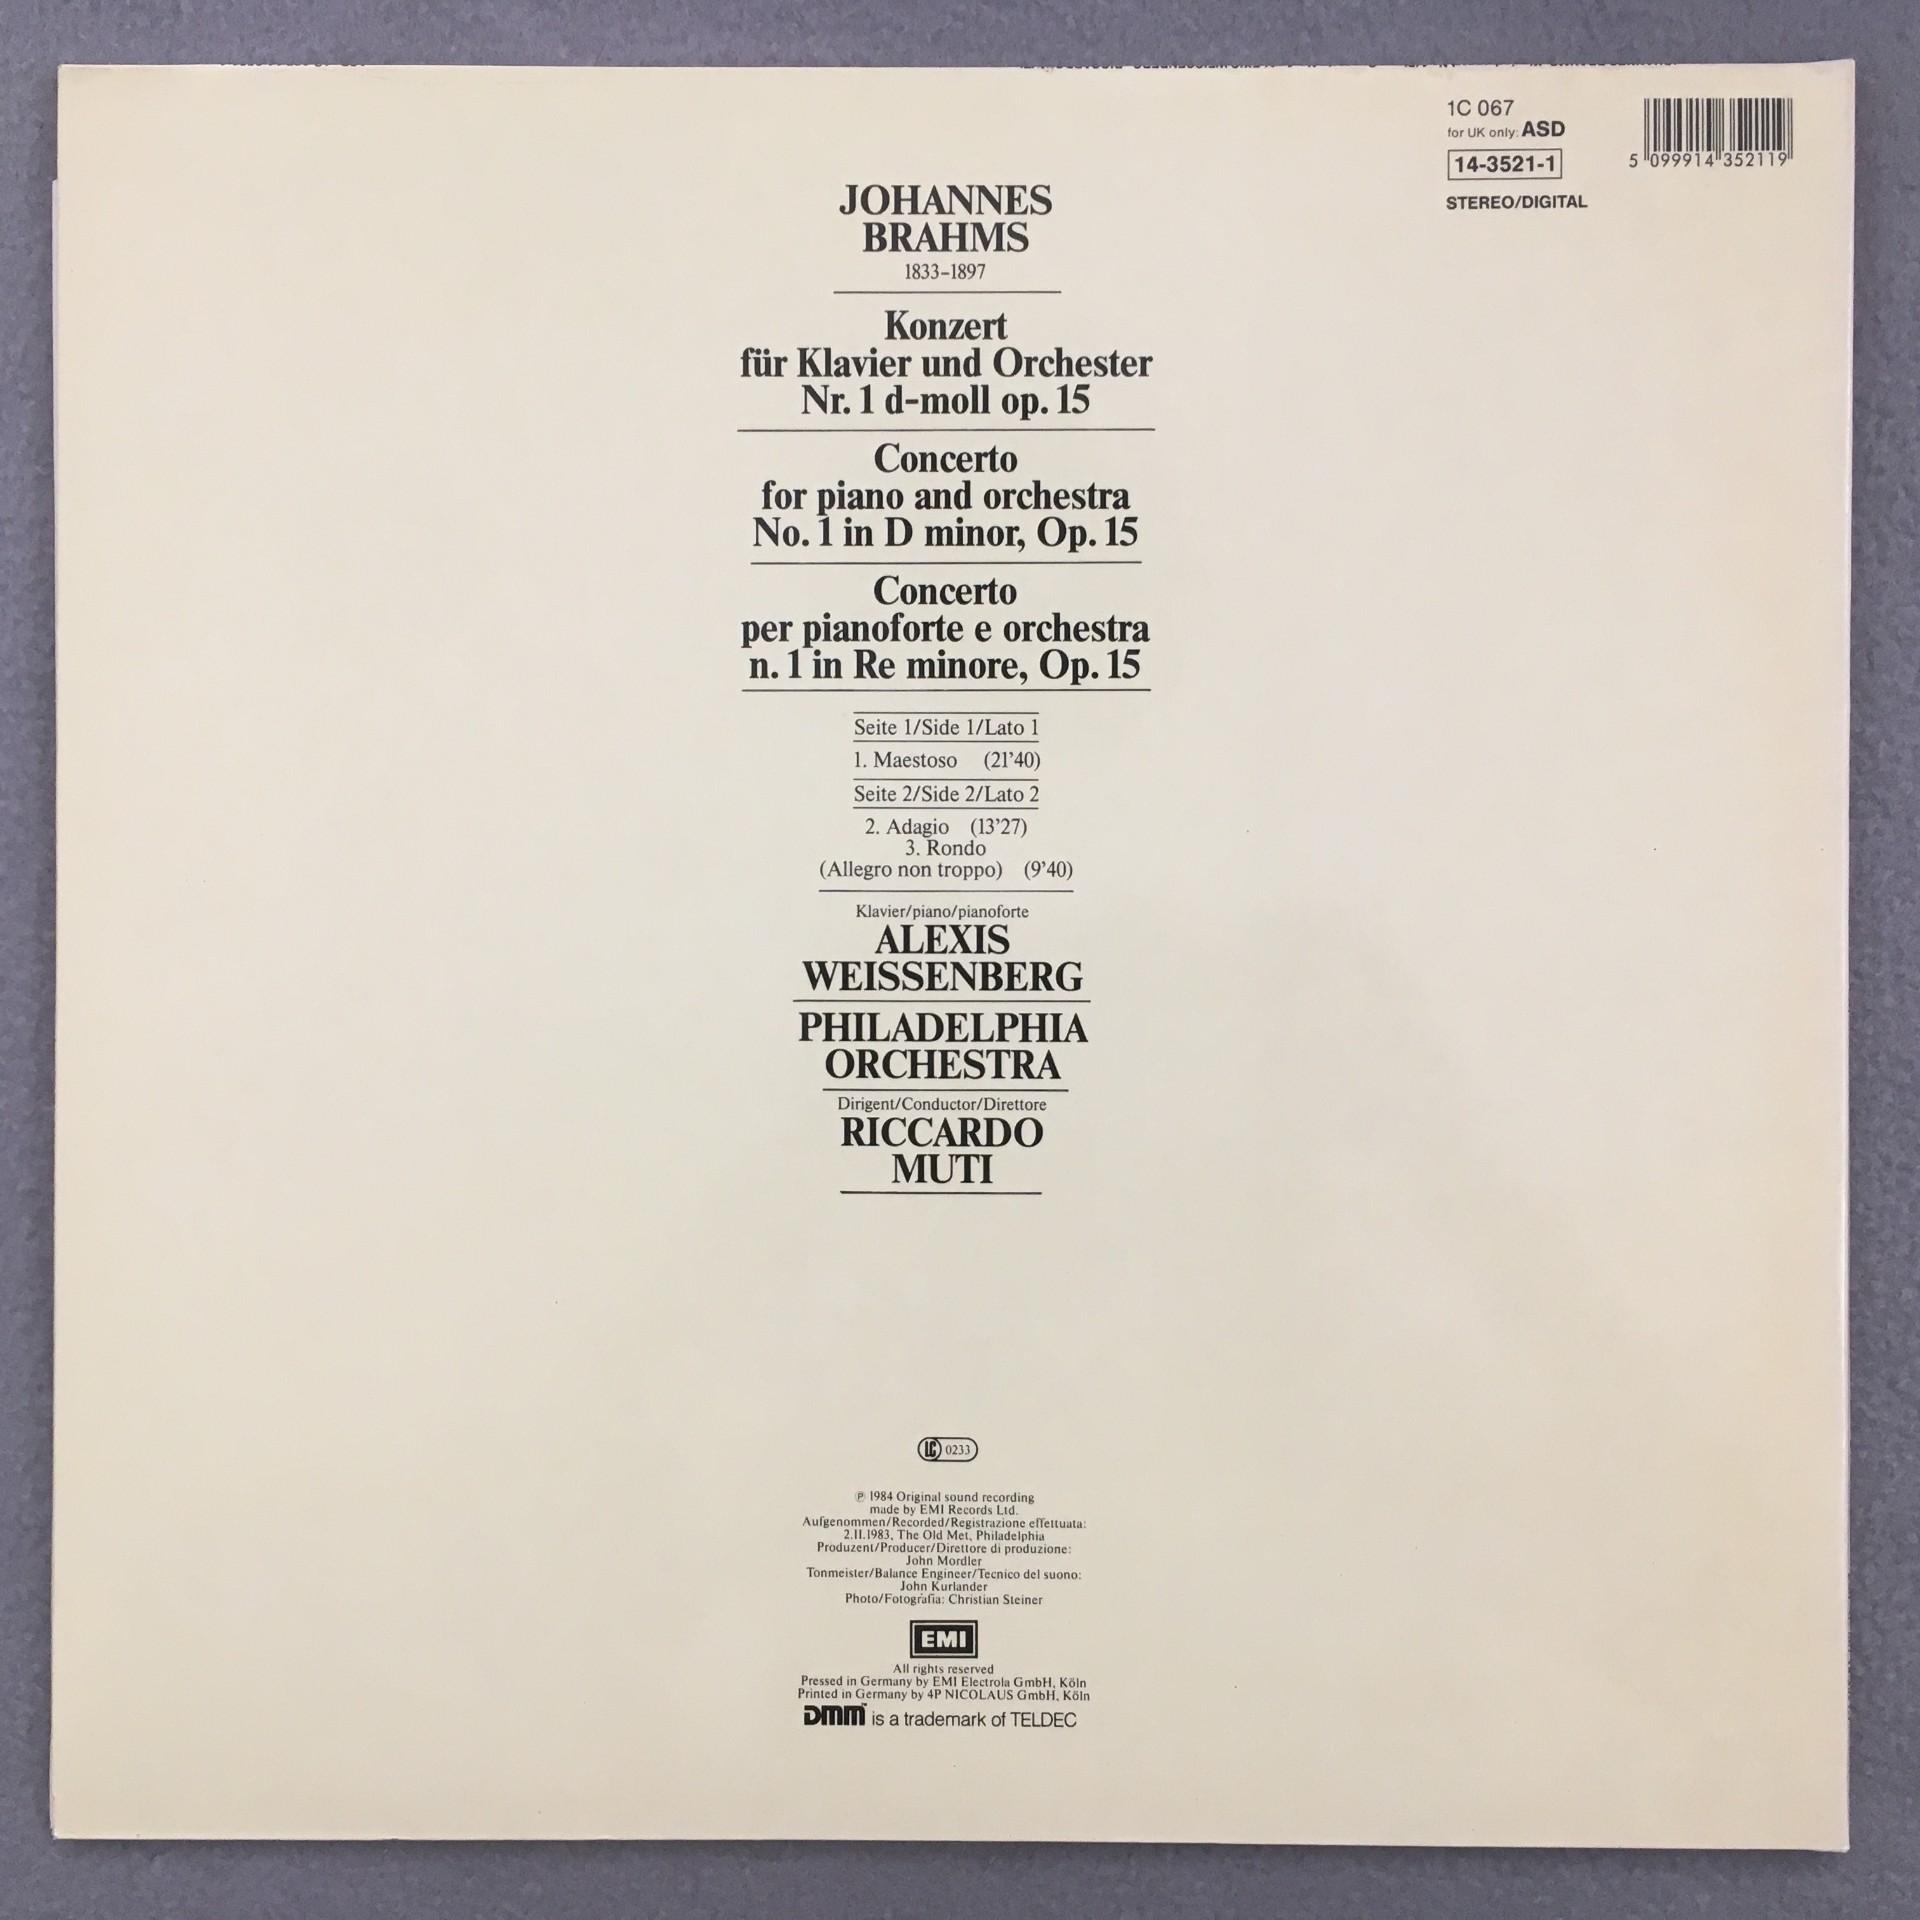 1C 067
for UK only: ASD
14-3521-1
STEREO/DIGITAL
5 099914 352119
JOHANNES
BRAHMS
1833–1897
Konzert
für Klavier und Orchester
Nr. 1 d-moll op. 15
Concerto
for piano and orchestra
No. 1 in D minor, Op. 15
Concerto
per pianoforte e orchestra
n. 1 in Re minore, Op. 15
Seite 1/Side 1/Lato 1
1. Maestoso (21'40)
Seite 2/Side 2/Lato 2
2. Adagio (13'27)
3. Rondo
(Allegro non troppo) (9'40)
Klavier/piano/pianoforte
ALEXIS
WEISSENBERG
PHILADELPHIA
ORCHESTRA
Dirigent/Conductor/Direttore
RICCARDO
MUTI
LC 0233
℗ 1984 Original sound recording
made by EMI Records Ltd.
Aufgenommen/Recorded/Registrazione effettuata:
2.II.1983, The Old Met, Philadelphia
Produzent/Producer/Direttore di produzione:
John Mordler
Tonmeister/Balance Engineer/Tecnico del suono:
John Kurlander
Photo/Fotografia: Christian Steiner
EMI
All rights reserved
Pressed in Germany by EMI Electrola GmbH, Köln
Printed in Germany by 4P NICOLAUS GmbH, Köln
DMM™ is a trademark of TELDEC